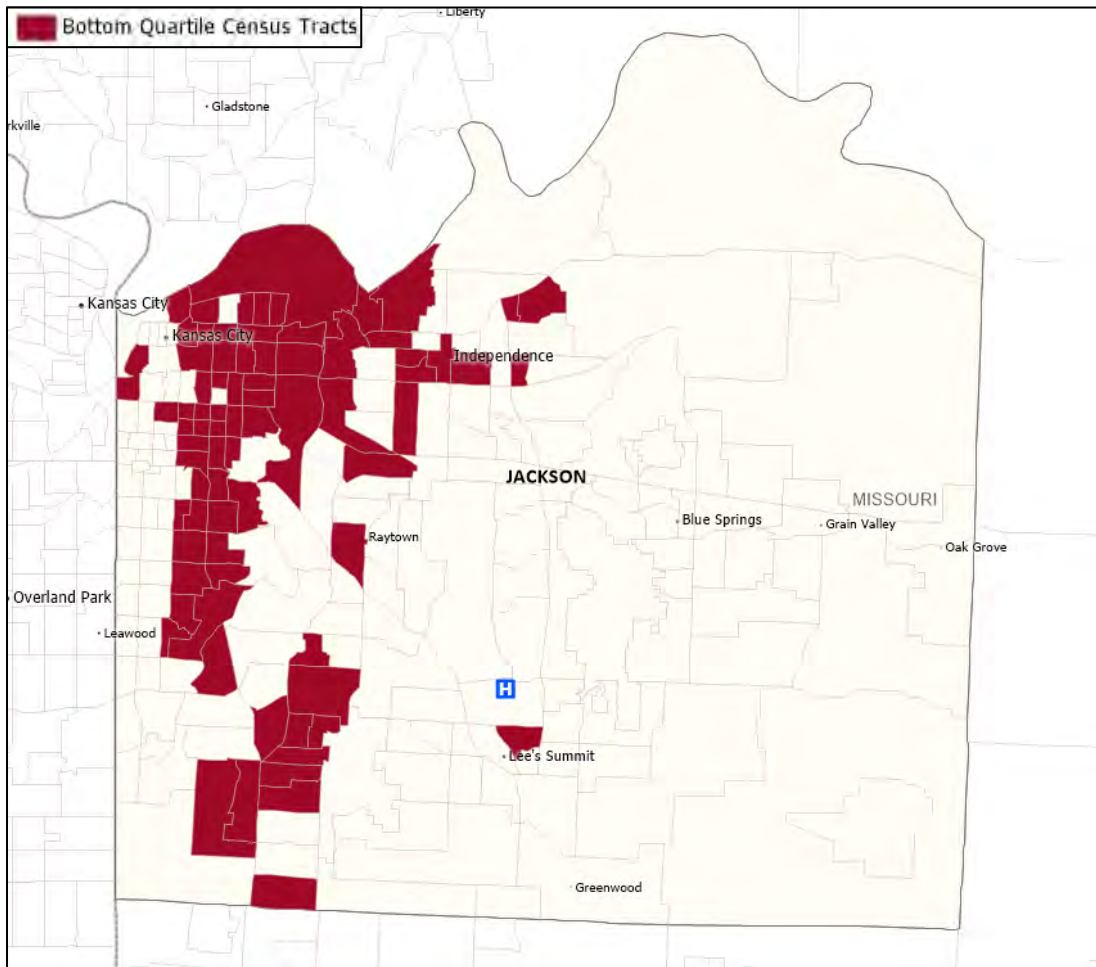 Bottom Quartile Census Tracts
Liberty
Gladstone
rkville
Kansas City
Kansas City
Independence
JACKSON
MISSOURI
Blue Springs
Grain Valley
Raytown
Oak Grove
Overland Park
Leawood
H
Lee's Summit
Greenwood